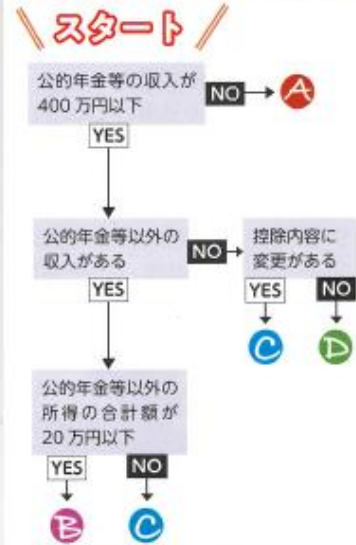 スタート
公的年金等の収入が
400万円以下
NO
A
YES
公的年金等以外の
収入がある
NO
控除内容に
変更がある
YES
YES
NO
C
D
公的年金等以外の
所得の合計額が
20万円以下
YES
NO
B
C